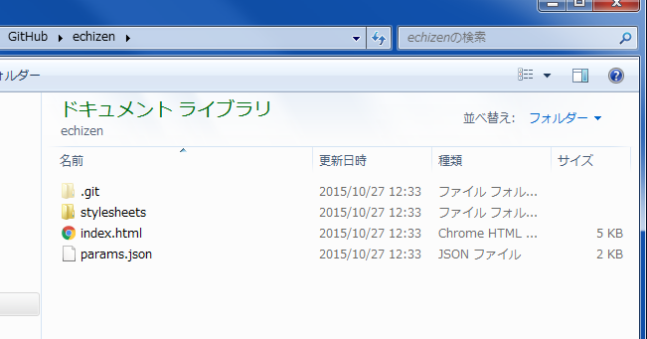 GitHub ▸ echizen ▸
echizenの検索
ォルダー
ドキュメント ライブラリ
echizen
並べ替え: フォルダー ▼
名前 更新日時 種類 サイズ
.git 2015/10/27 12:33 ファイル フォル...
stylesheets 2015/10/27 12:33 ファイル フォル...
index.html 2015/10/27 12:33 Chrome HTML ... 5 KB
params.json 2015/10/27 12:33 JSON ファイル 2 KB